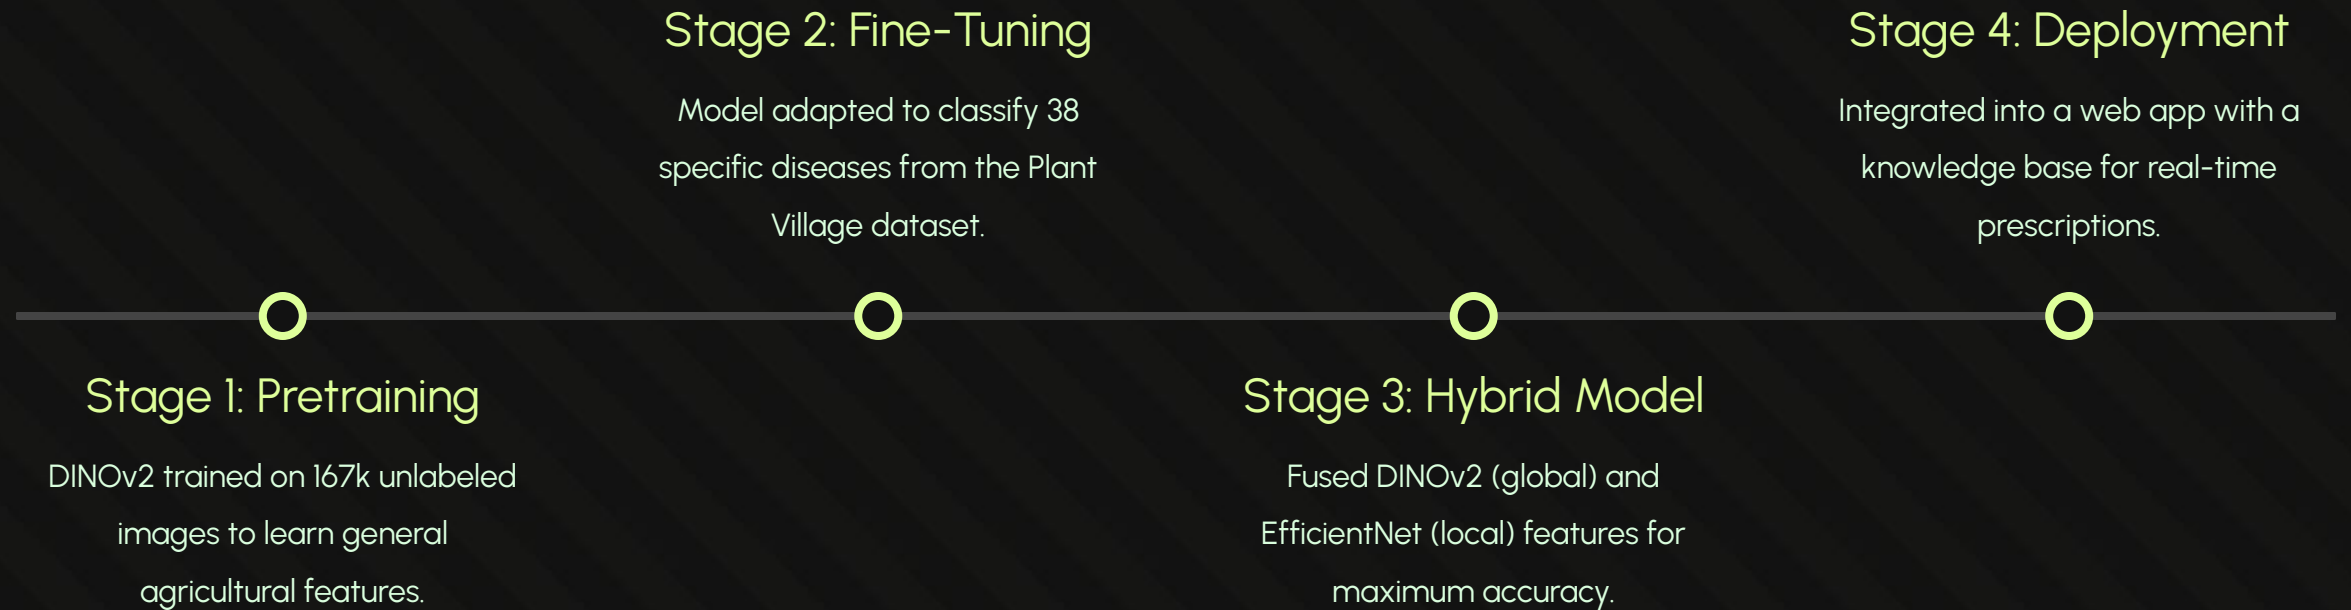 Stage 1: Pretraining
DINOv2 trained on 167k unlabeled
images to learn general
agricultural features.
Stage 2: Fine-Tuning
Model adapted to classify 38
specific diseases from the Plant
Village dataset.
Stage 3: Hybrid Model
Fused DINOv2 (global) and
EfficientNet (local) features for
maximum accuracy.
Stage 4: Deployment
Integrated into a web app with a
knowledge base for real-time
prescriptions.